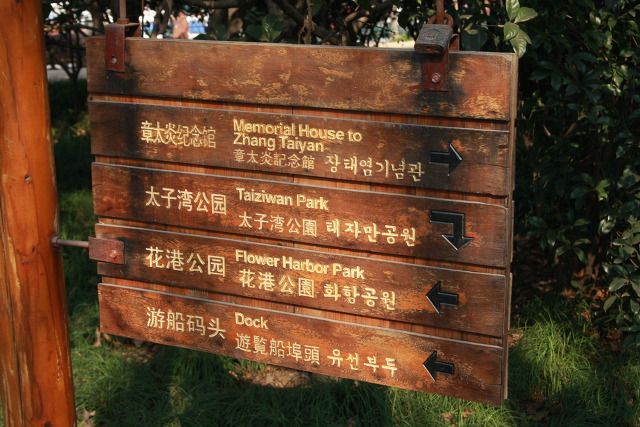 章太炎纪念馆
Memorial House to
Zhang Taiyan
章太炎記念館 장태염기념관
太子湾公园
Taiziwan Park
太子湾公園 태자만공원
花港公园
Flower Harbor Park
花港公園 화항공원
游船码头
Dock
遊覧船埠頭 유선부두